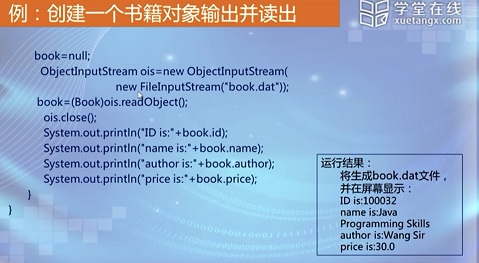 例：创建一个书籍对象输出并读出
学堂在线
xuetangx.com
book=null;
ObjectInputStream ois=new ObjectInputStream(
new FileInputStream("book.dat"));
book=(Book)ois.readObject();
ois.close();
System.out.println("ID is:"+book.id);
System.out.println("name is:"+book.name);
System.out.println("author is:"+book.author);
System.out.println("price is:"+book.price);
}
}
运行结果：
将生成book.dat文件，
并在屏幕显示：
ID is:100032
name is:Java
Programming Skills
author is:Wang Sir
price is:30.0